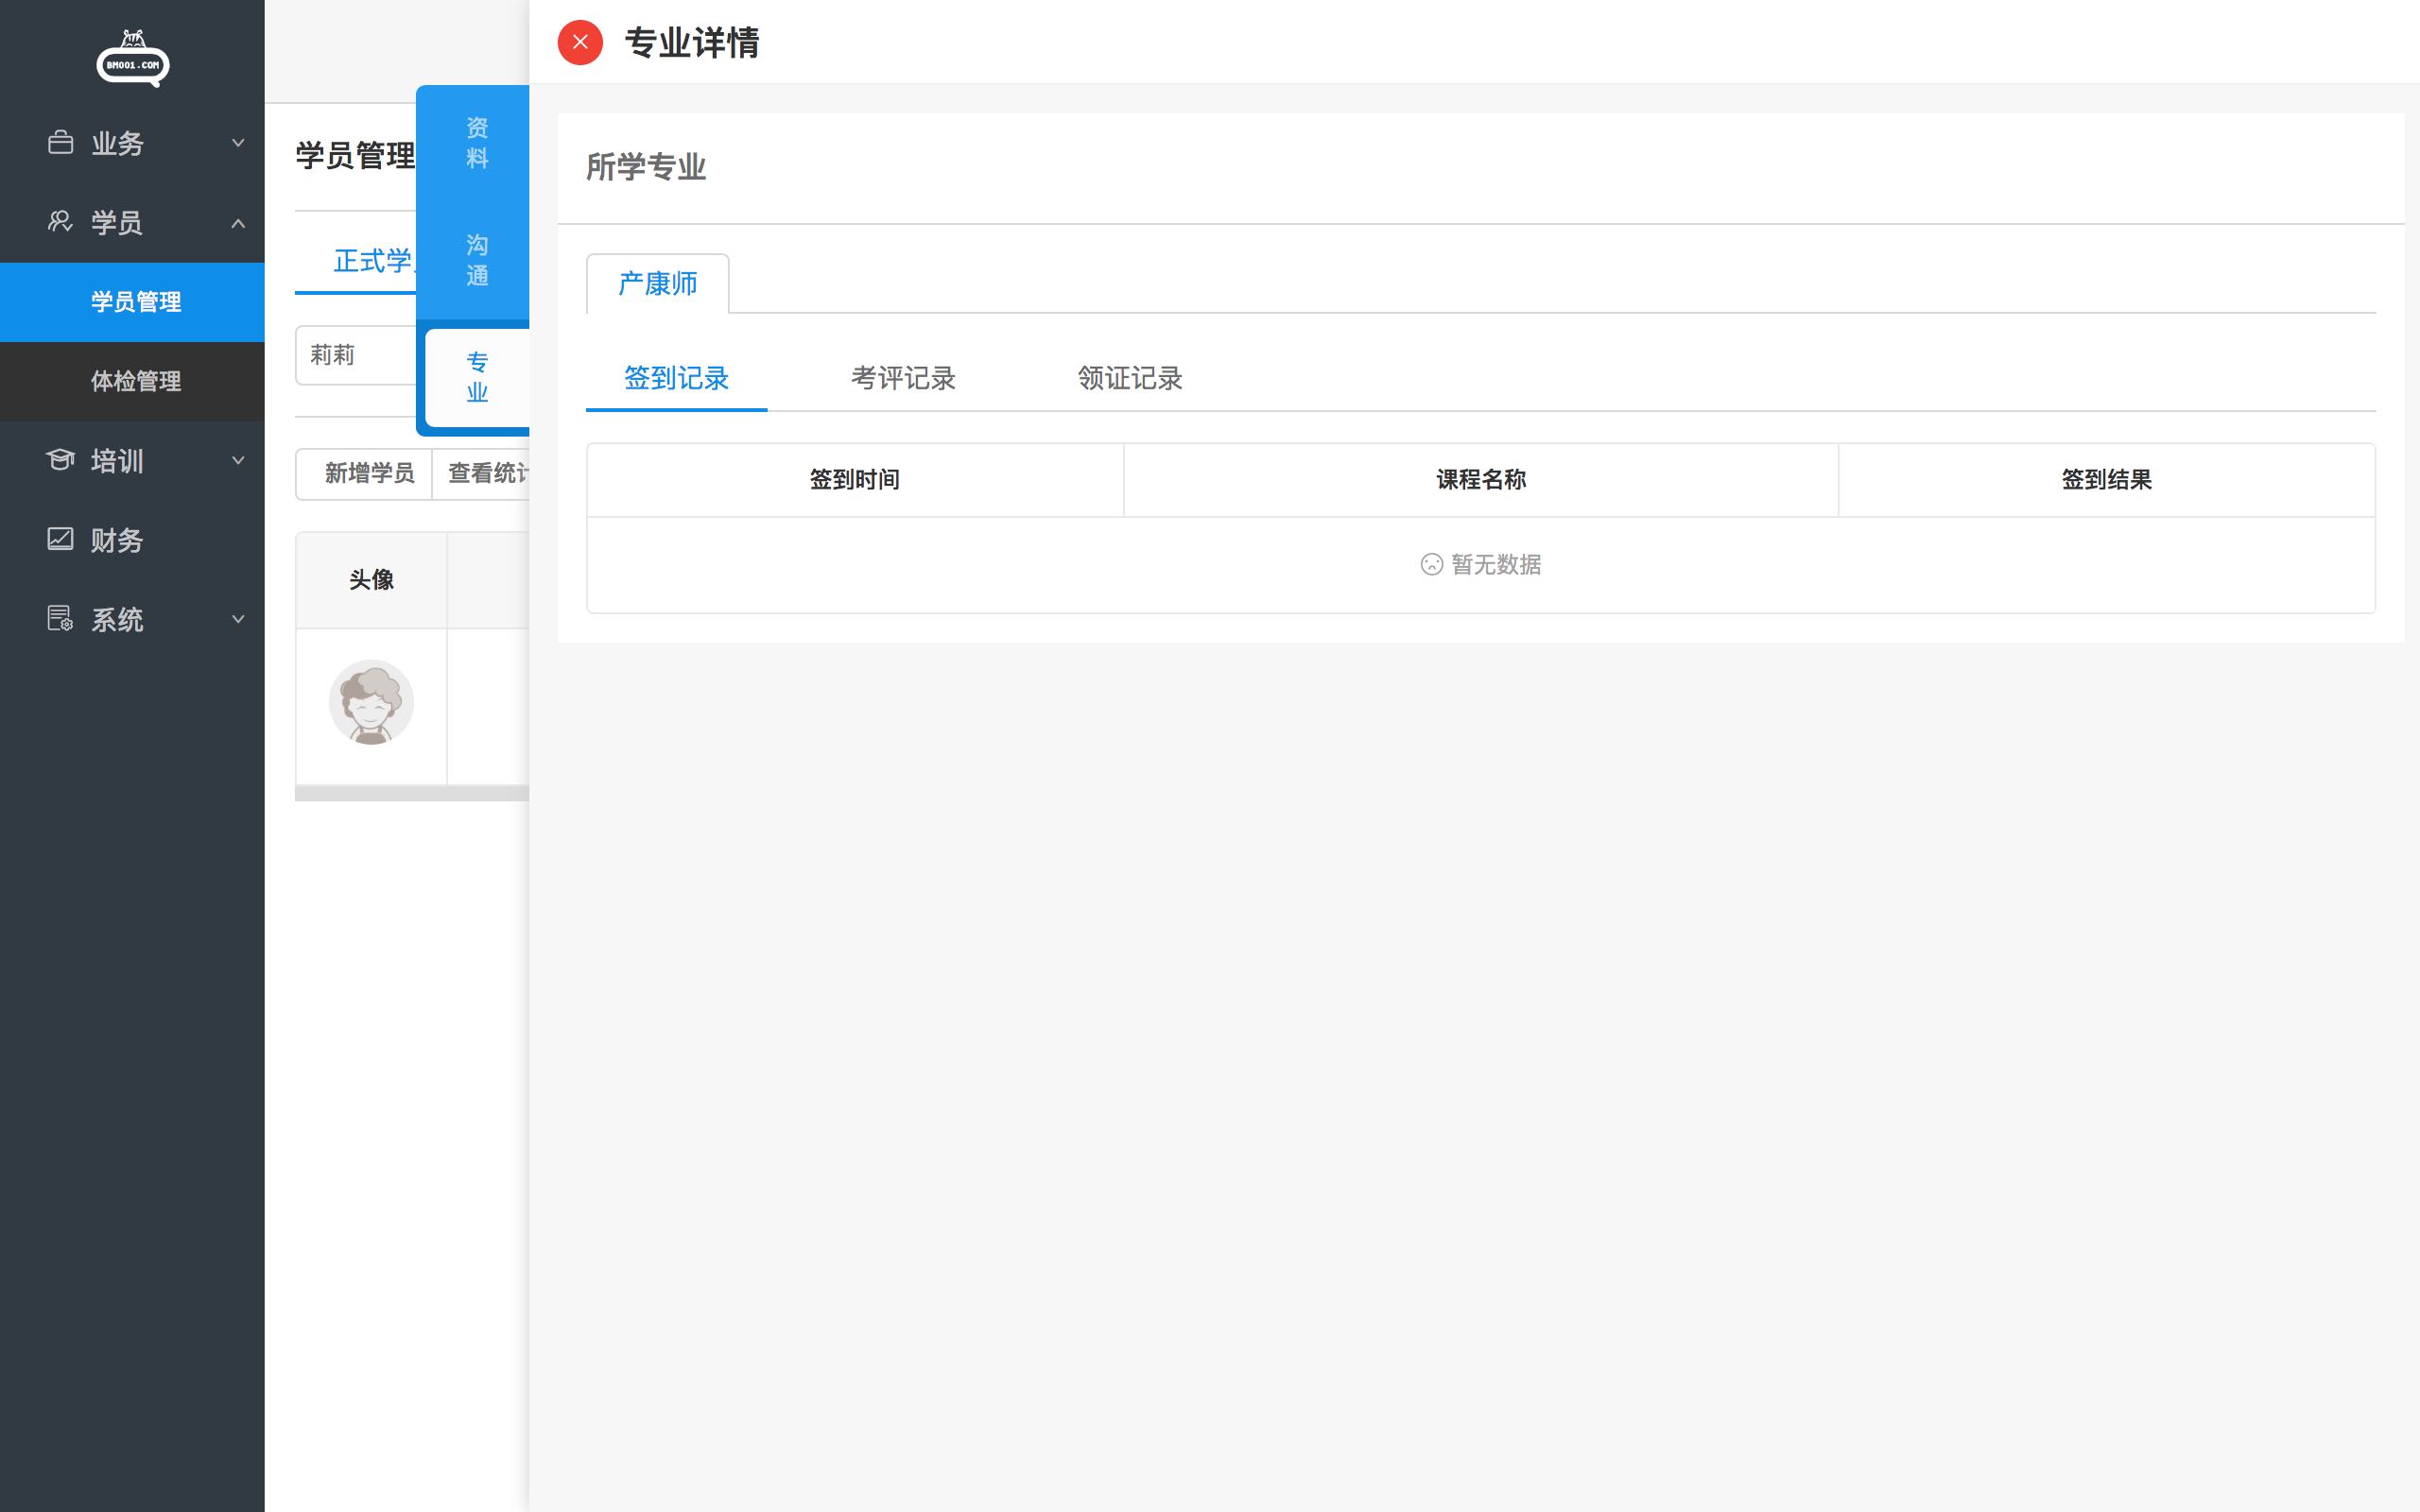 BM001.COM
业务
学员
学员管理
体检管理
培训
财务
系统
学员管理
正式学
莉莉
新增学员
查看统计
头像
资
料
沟
通
专
业
专业详情
所学专业
产康师
签到记录 考评记录 领证记录
签到时间 课程名称 签到结果
暂无数据